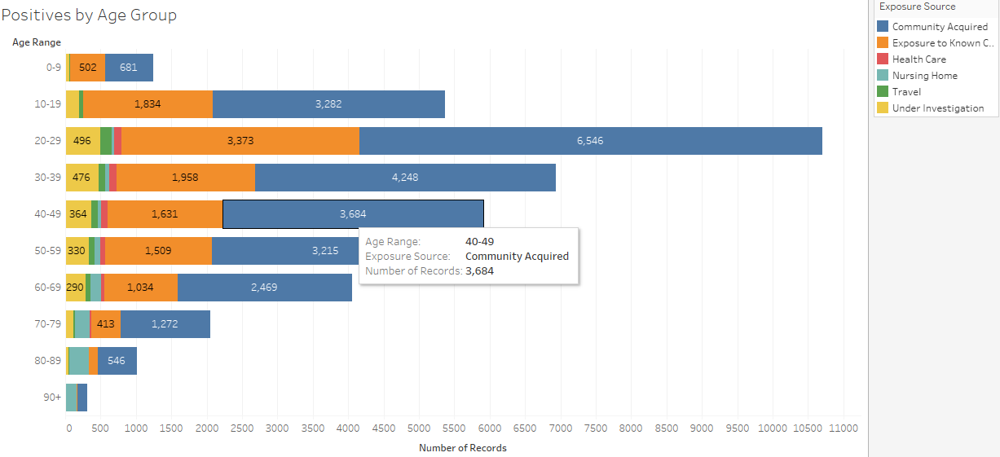 Positives by Age Group
Age Range
0-9 502 681
10-19 1,834 3,282
20-29 496 3,373 6,546
30-39 476 1,958 4,248
40-49 364 1,631 3,684
50-59 330 1,509 3,215
60-69 290 1,034 2,469
70-79 413 1,272
80-89 546
90+
Age Range: 40-49
Exposure Source: Community Acquired
Number of Records: 3,684
0 500 1000 1500 2000 2500 3000 3500 4000 4500 5000 5500 6000 6500 7000 7500 8000 8500 9000 9500 10000 10500 11000
Number of Records
Exposure Source
Community Acquired
Exposure to Known C..
Health Care
Nursing Home
Travel
Under Investigation